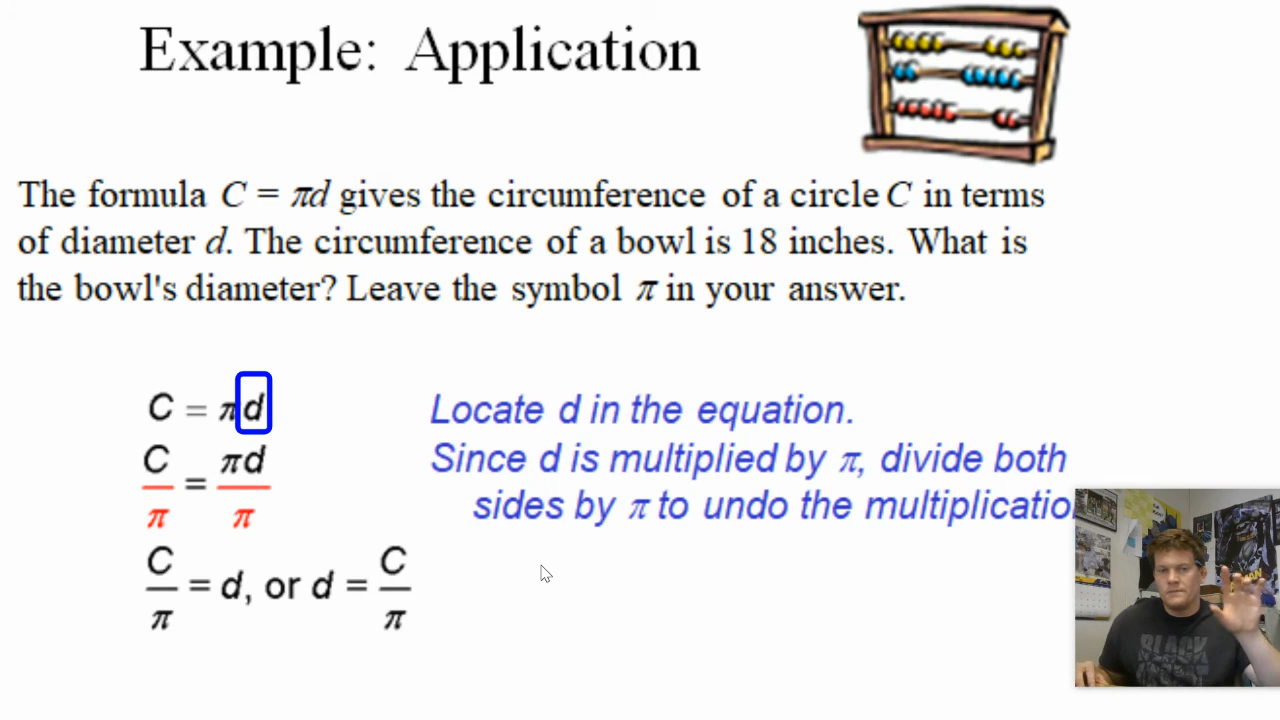 Example: Application
The formula C = πd gives the circumference of a circle C in terms
of diameter d. The circumference of a bowl is 18 inches. What is
the bowl's diameter? Leave the symbol π in your answer.
C = πd
Locate d in the equation.
C/π = πd/π
Since d is multiplied by π, divide both
sides by π to undo the multiplicatio
C/π = d, or d = C/π
BLACK